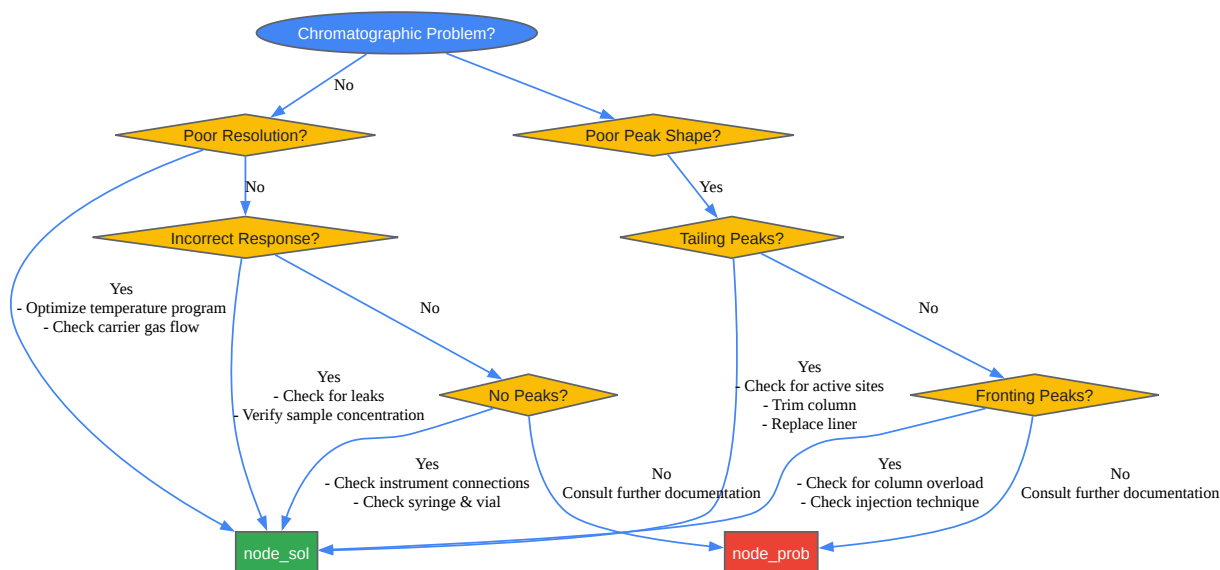 Chromatographic Problem?
No
Poor Resolution?
Poor Peak Shape?
No
Yes
Incorrect Response?
Tailing Peaks?
Yes
- Optimize temperature program
- Check carrier gas flow
No
No
Yes
- Check for leaks
- Verify sample concentration
No Peaks?
Yes
- Check for active sites
- Trim column
- Replace liner
Fronting Peaks?
Yes
- Check instrument connections
- Check syringe & vial
No
Consult further documentation
Yes
- Check for column overload
- Check injection technique
No
Consult further documentation
node_sol
node_prob